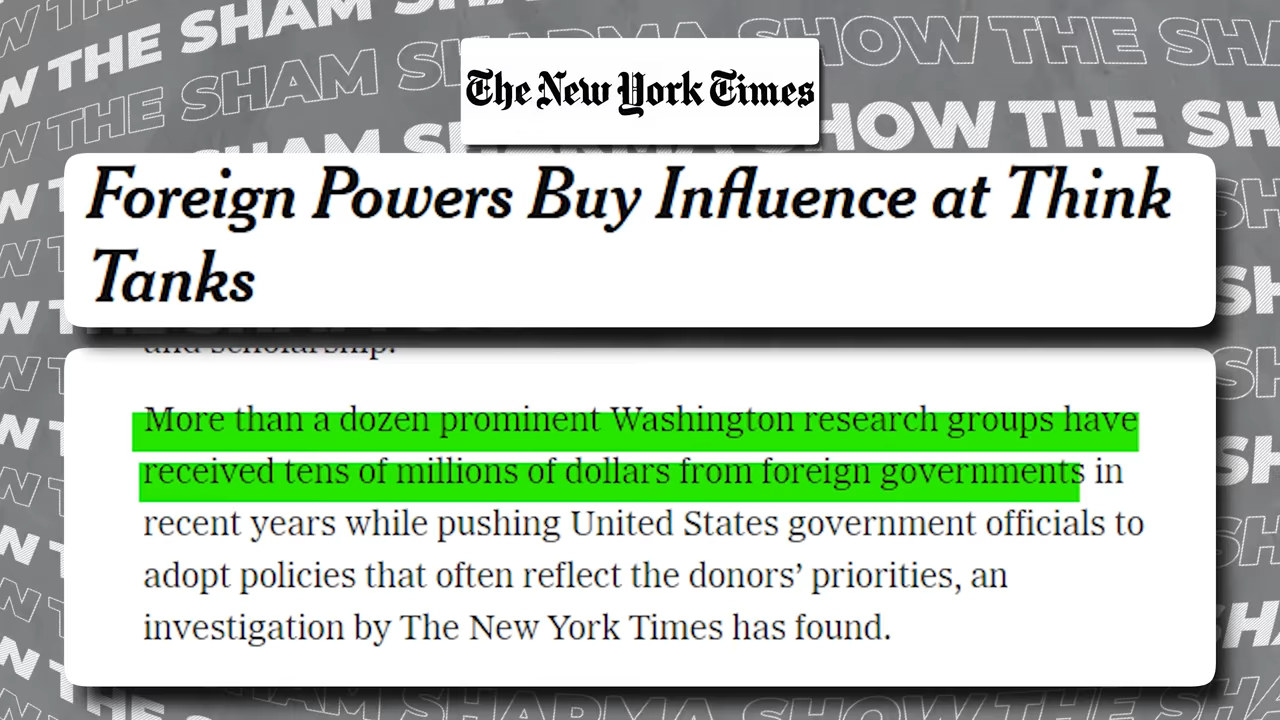 The New York Times
Foreign Powers Buy Influence at Think
Tanks
and scholarship.
More than a dozen prominent Washington research groups have
received tens of millions of dollars from foreign governments in
recent years while pushing United States government officials to
adopt policies that often reflect the donors’ priorities, an
investigation by The New York Times has found.